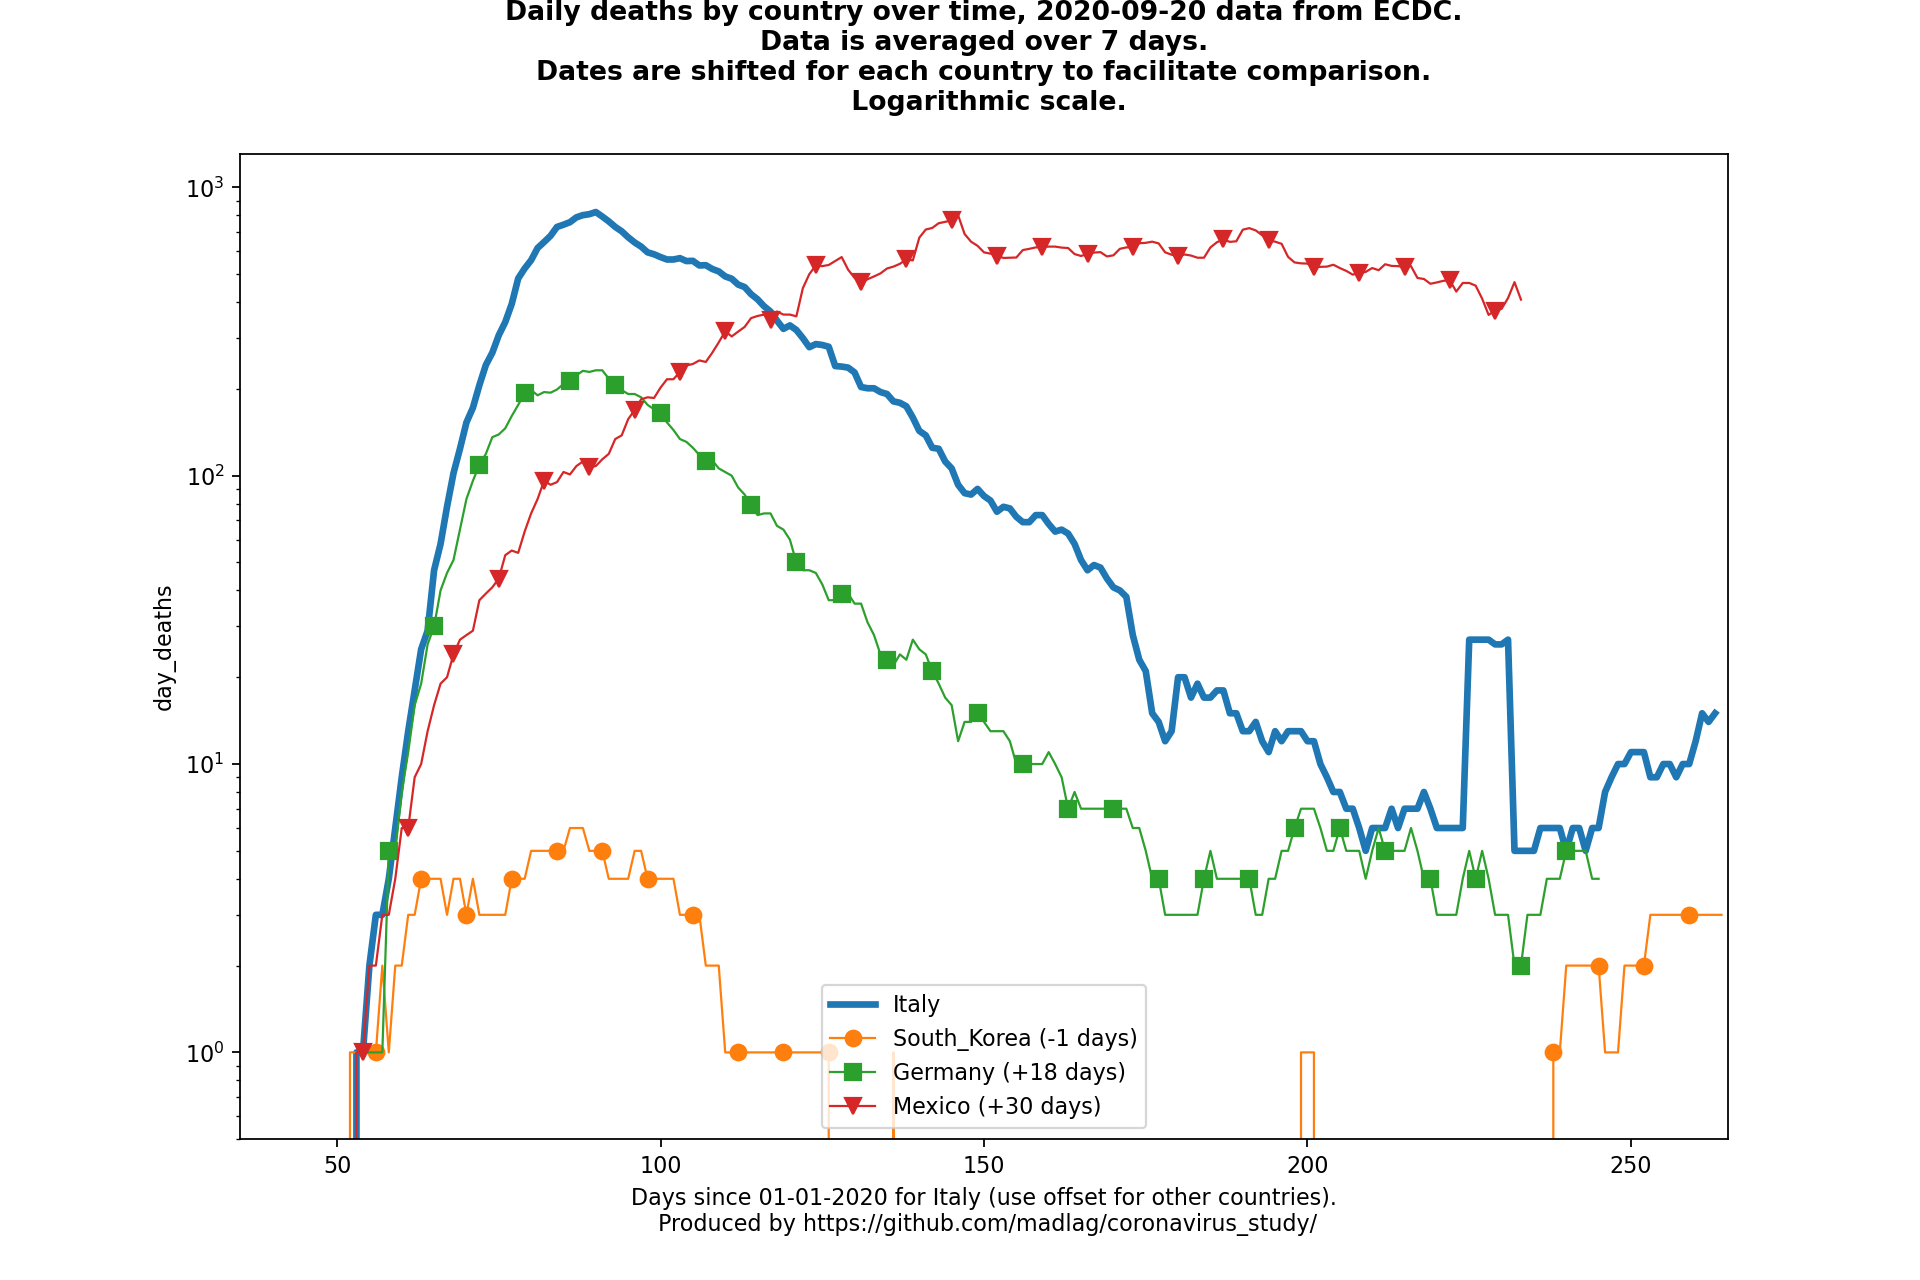 Daily deaths by country over time, 2020-09-20 data from ECDC.
Data is averaged over 7 days.
Dates are shifted for each country to facilitate comparison.
Logarithmic scale.
10³
10²
10¹
10⁰
day_deaths
Italy
South_Korea (-1 days)
Germany (+18 days)
Mexico (+30 days)
50 100 150 200 250
Days since 01-01-2020 for Italy (use offset for other countries).
Produced by https://github.com/madlag/coronavirus_study/